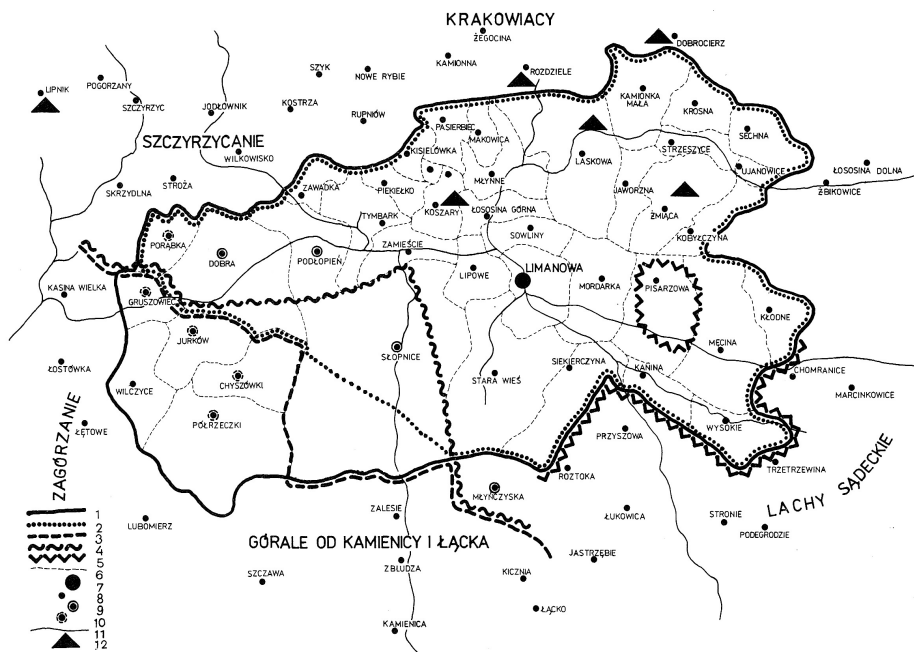 KRAKOWIACY
ŻEGOCINA
DOBROCIERZ
KAMIONNA
SZYK
NOWE RYBIE
ROZDZIELE
LIPNIK
POGORZANY
SZCZYRZYC
JODŁOWNIK
KOSTRZA
RUPNIÓW
KAMIONKA
MAŁA
KROSNA
SECHNA
PASIERBIEC
MAKOWICA
SZCZYRZYCANIE
WILKOWISKO
KISIELÓWKA
LASKOWA
STRZESZYCE
UJANOWICE
ŁOSOSINA DOLNA
ŻBIKOWICE
SKRZYDLNA
STRÓŻA
ZAWADKA
PIEKIEŁKO
MŁYNNE
JAWORZNA
KOSZARY
ŁOSOSINA GÓRNA
ŻMIĄCA
TYMBARK
SOWLINY
KOBYŁCZYNA
PORĄBKA
DOBRA
PODŁOPIEŃ
ZAMIEŚCIE
LIPOWE
LIMANOWA
MORDARKA
PISARZOWA
KASINA WIELKA
GRUSZOWIEC
KŁODNE
JURKÓW
SŁOPNICE
MĘCINA
ŁOSTÓWKA
WILCZYCE
CHYSZÓWKI
STARA WIEŚ
SIEKIERCZYNA
KANINA
CHOMRANICE
MARCINKOWICE
ZAGÓRZANIE
ŁĘTOWE
PÓŁRZECZKI
PRZYSZOWA
WYSOKIE
ROZTOKA
TRZETRZEWINA
LACHY SĄDECKIE
MŁYŃCZYSKA
LUBOMIERZ
ZALESIE
ŁUKOWICA
STRONIE
PODEGRODZIE
GÓRALE OD KAMIENICY I ŁĄCKA
JASTRZĘBIE
ZBLUDZA
SZCZAWA
KICZNIA
ŁĄCKO
KAMIENICA
1
2
3
4
5
6
7
8
9
10
11
12